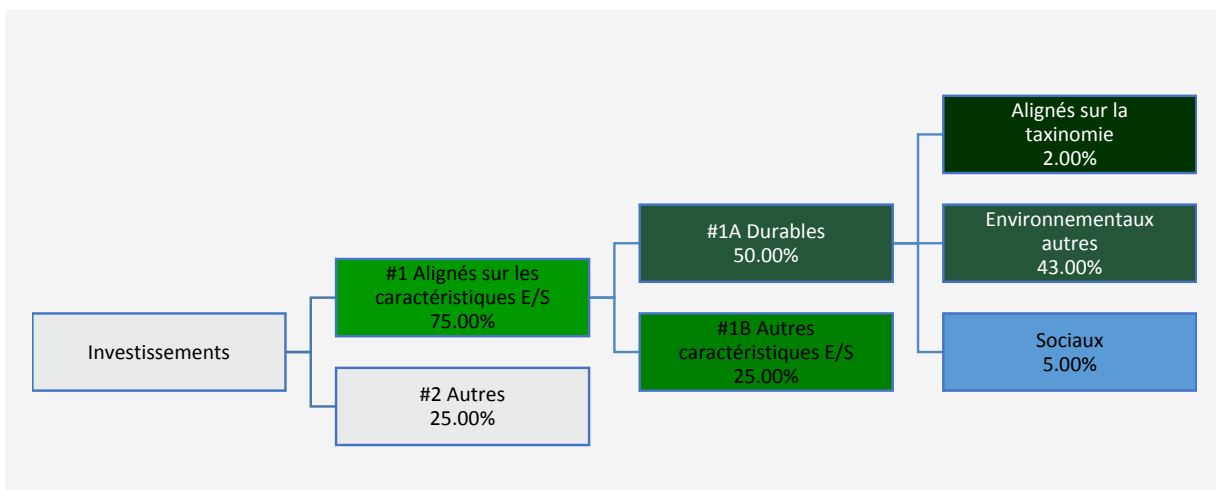 Investissements
#1 Alignés sur les
caractéristiques E/S
75.00%
#2 Autres
25.00%
#1A Durables
50.00%
#1B Autres
caractéristiques E/S
25.00%
Alignés sur la
taxinomie
2.00%
Environnementaux
autres
43.00%
Sociaux
5.00%